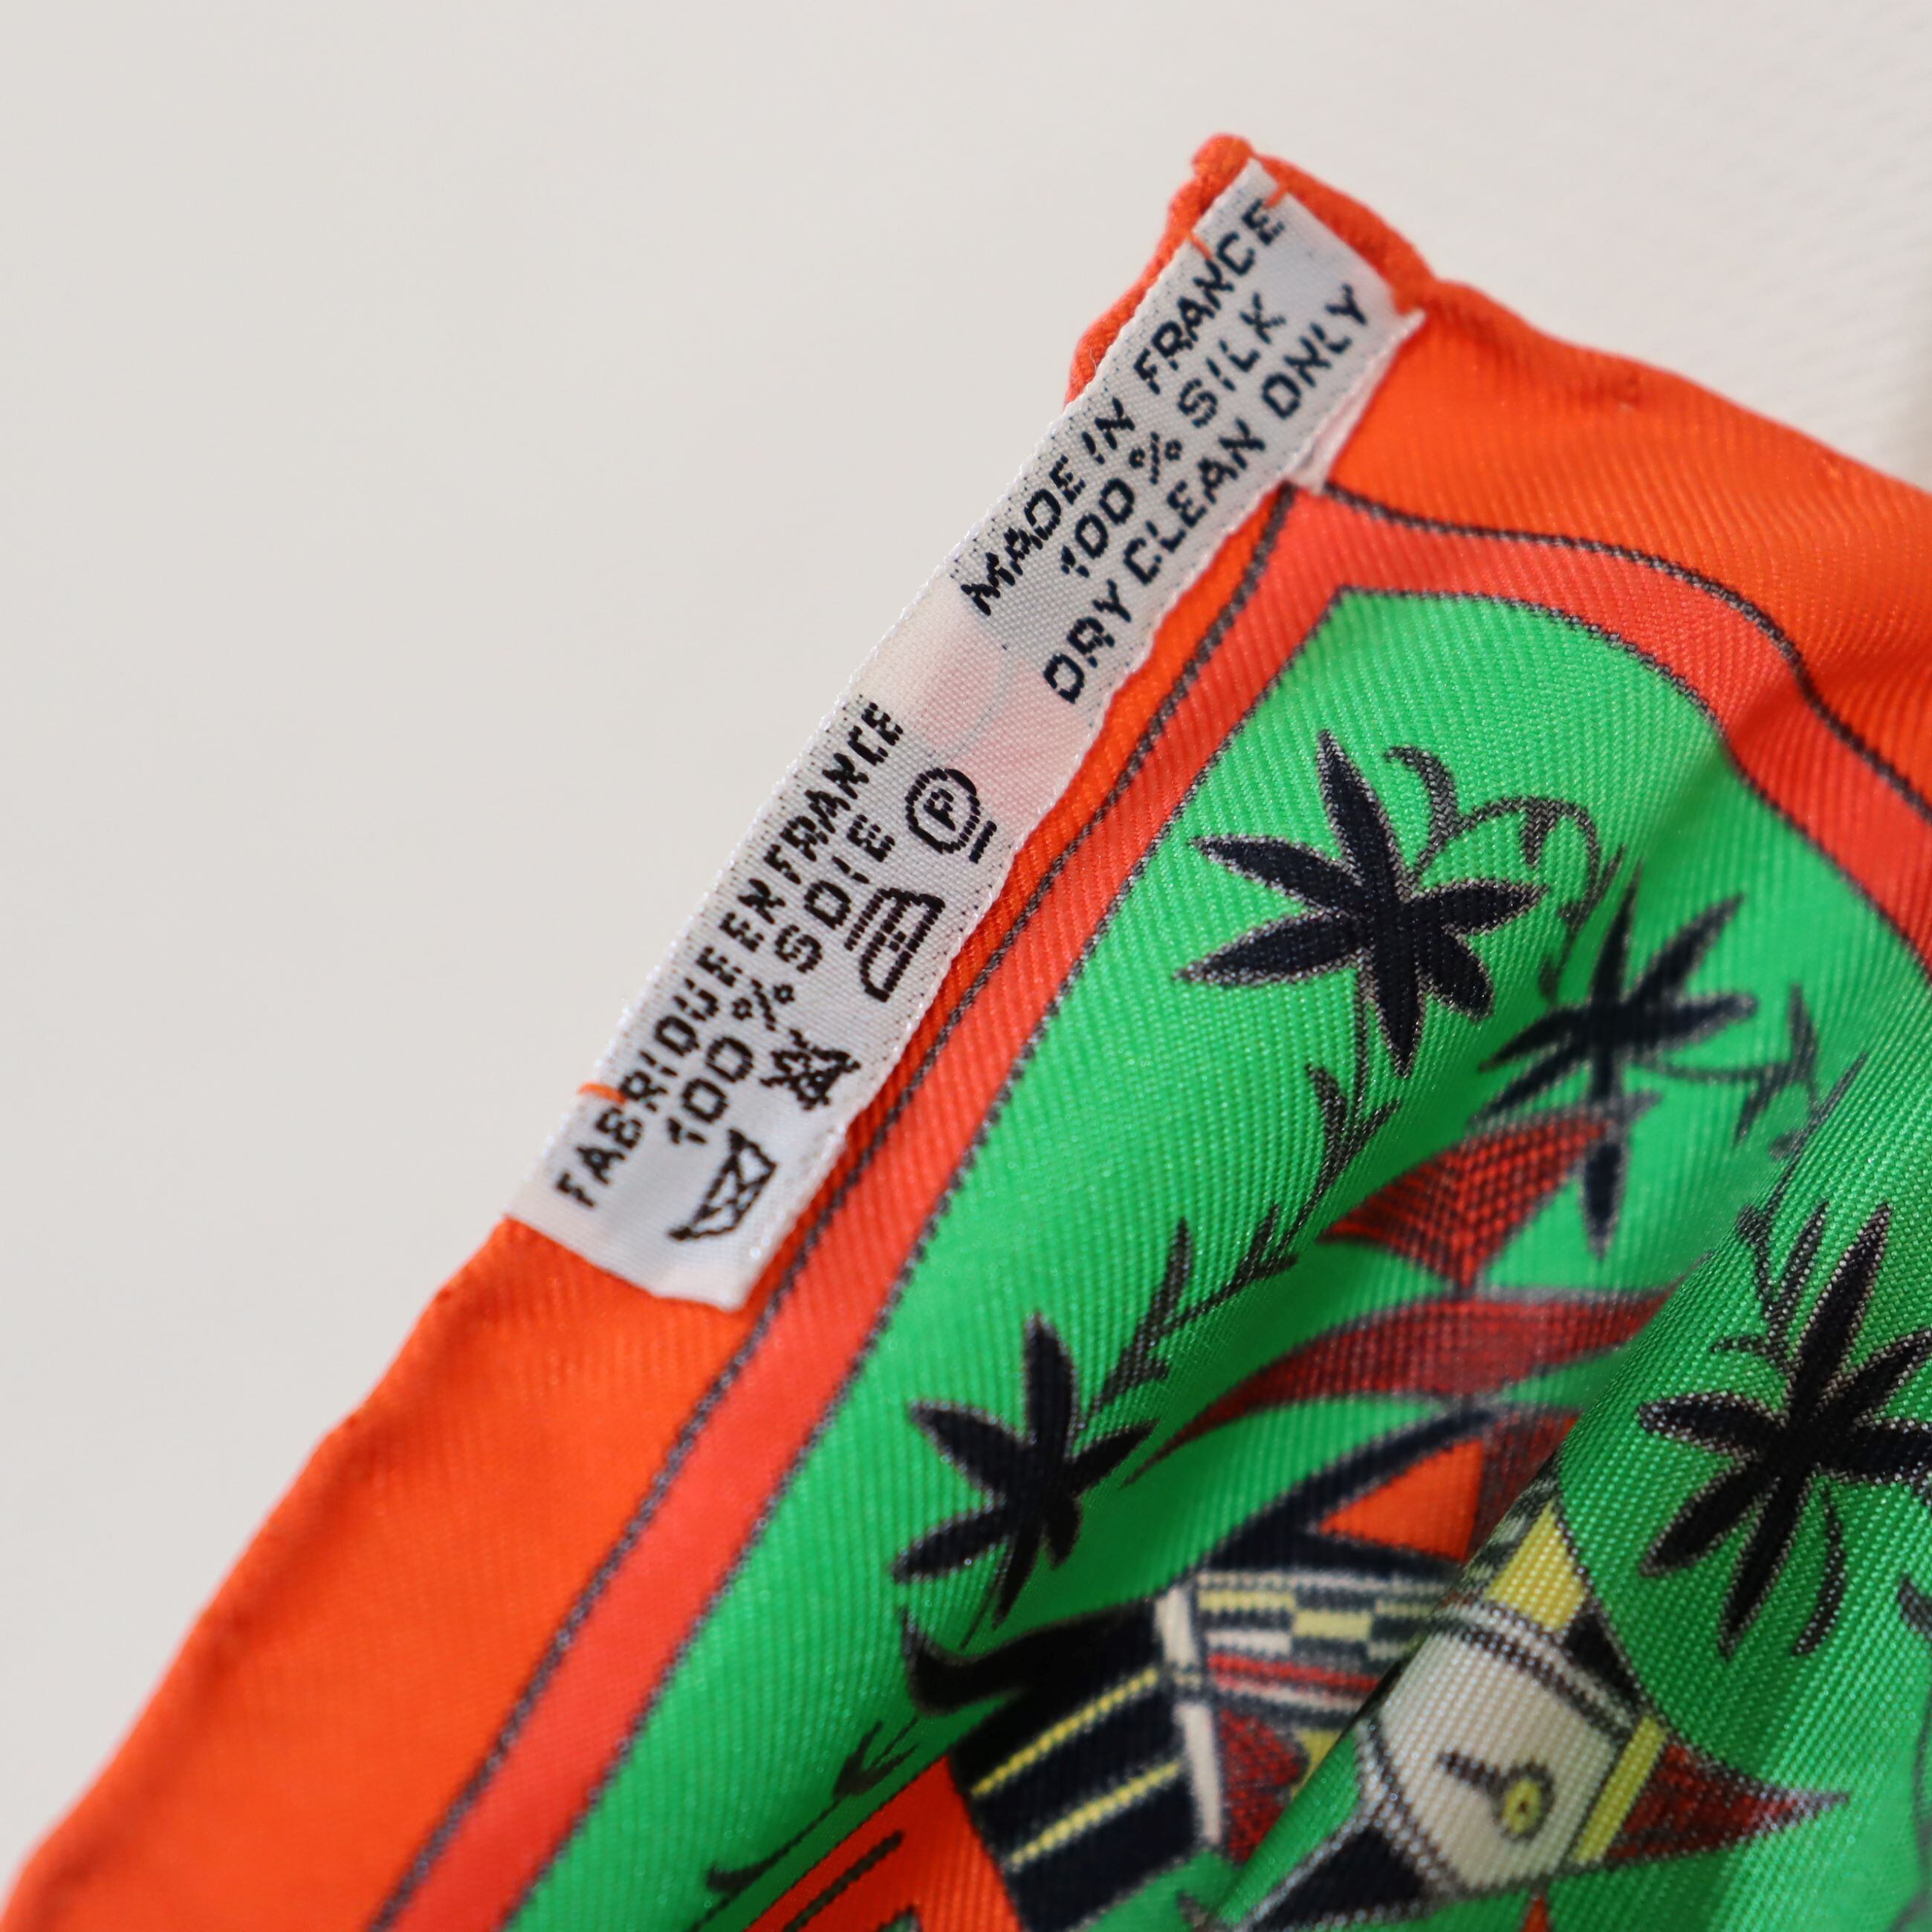 FABRIQUE EN FRANCE
100% SOIE
P
MADE IN FRANCE
100% SILK
DRY CLEAN ONLY